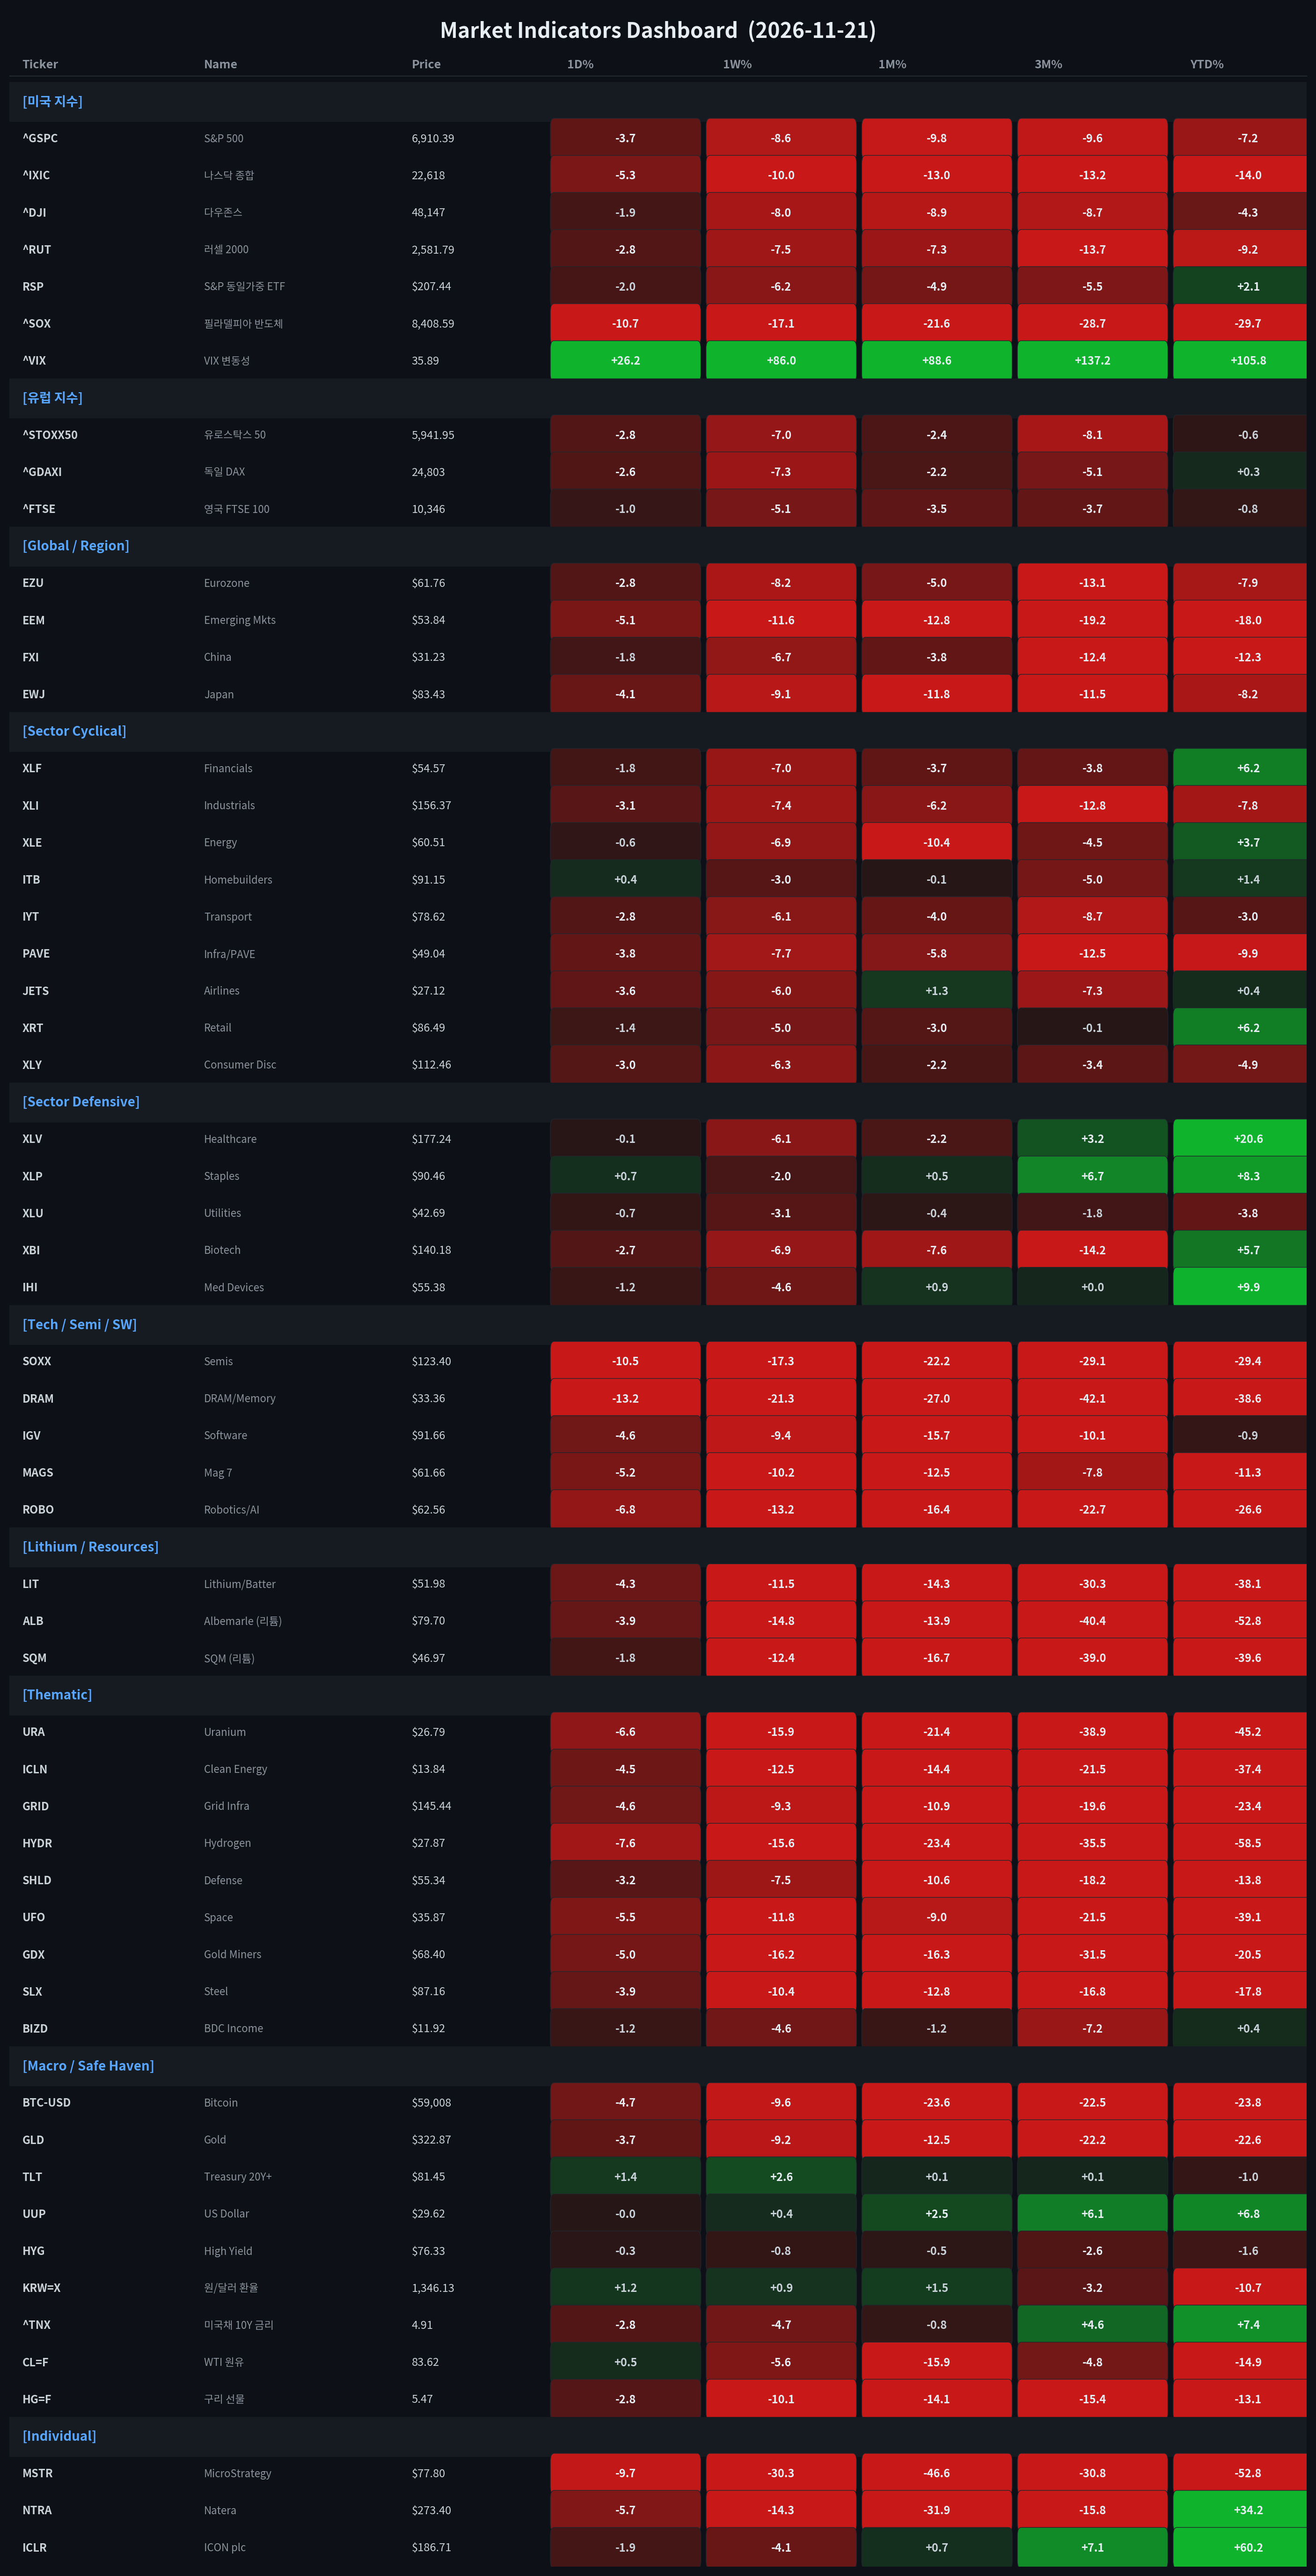 Market Indicators Dashboard (2026-11-21)
Ticker Name Price 1D% 1W% 1M% 3M% YTD%
[미국 지수]
^GSPC S&P 500 6,910.39 -3.7 -8.6 -9.8 -9.6 -7.2
^IXIC 나스닥 종합 22,618 -5.3 -10.0 -13.0 -13.2 -14.0
^DJI 다우존스 48,147 -1.9 -8.0 -8.9 -8.7 -4.3
^RUT 러셀 2000 2,581.79 -2.8 -7.5 -7.3 -13.7 -9.2
RSP S&P 동일가중 ETF $207.44 -2.0 -6.2 -4.9 -5.5 +2.1
^SOX 필라델피아 반도체 8,408.59 -10.7 -17.1 -21.6 -28.7 -29.7
^VIX VIX 변동성 35.89 +26.2 +86.0 +88.6 +137.2 +105.8
[유럽 지수]
^STOXX50 유로스탁스 50 5,941.95 -2.8 -7.0 -2.4 -8.1 -0.6
^GDAXI 독일 DAX 24,803 -2.6 -7.3 -2.2 -5.1 +0.3
^FTSE 영국 FTSE 100 10,346 -1.0 -5.1 -3.5 -3.7 -0.8
[Global / Region]
EZU Eurozone $61.76 -2.8 -8.2 -5.0 -13.1 -7.9
EEM Emerging Mkts $53.84 -5.1 -11.6 -12.8 -19.2 -18.0
FXI China $31.23 -1.8 -6.7 -3.8 -12.4 -12.3
EWJ Japan $83.43 -4.1 -9.1 -11.8 -11.5 -8.2
[Sector Cyclical]
XLF Financials $54.57 -1.8 -7.0 -3.7 -3.8 +6.2
XLI Industrials $156.37 -3.1 -7.4 -6.2 -12.8 -7.8
XLE Energy $60.51 -0.6 -6.9 -10.4 -4.5 +3.7
ITB Homebuilders $91.15 +0.4 -3.0 -0.1 -5.0 +1.4
IYT Transport $78.62 -2.8 -6.1 -4.0 -8.7 -3.0
PAVE Infra/PAVE $49.04 -3.8 -7.7 -5.8 -12.5 -9.9
JETS Airlines $27.12 -3.6 -6.0 +1.3 -7.3 +0.4
XRT Retail $86.49 -1.4 -5.0 -3.0 -0.1 +6.2
XLY Consumer Disc $112.46 -3.0 -6.3 -2.2 -3.4 -4.9
[Sector Defensive]
XLV Healthcare $177.24 -0.1 -6.1 -2.2 +3.2 +20.6
XLP Staples $90.46 +0.7 -2.0 +0.5 +6.7 +8.3
XLU Utilities $42.69 -0.7 -3.1 -0.4 -1.8 -3.8
XBI Biotech $140.18 -2.7 -6.9 -7.6 -14.2 +5.7
IHI Med Devices $55.38 -1.2 -4.6 +0.9 +0.0 +9.9
[Tech / Semi / SW]
SOXX Semis $123.40 -10.5 -17.3 -22.2 -29.1 -29.4
DRAM DRAM/Memory $33.36 -13.2 -21.3 -27.0 -42.1 -38.6
IGV Software $91.66 -4.6 -9.4 -15.7 -10.1 -0.9
MAGS Mag 7 $61.66 -5.2 -10.2 -12.5 -7.8 -11.3
ROBO Robotics/AI $62.56 -6.8 -13.2 -16.4 -22.7 -26.6
[Lithium / Resources]
LIT Lithium/Batter $51.98 -4.3 -11.5 -14.3 -30.3 -38.1
ALB Albemarle (리튬) $79.70 -3.9 -14.8 -13.9 -40.4 -52.8
SQM SQM (리튬) $46.97 -1.8 -12.4 -16.7 -39.0 -39.6
[Thematic]
URA Uranium $26.79 -6.6 -15.9 -21.4 -38.9 -45.2
ICLN Clean Energy $13.84 -4.5 -12.5 -14.4 -21.5 -37.4
GRID Grid Infra $145.44 -4.6 -9.3 -10.9 -19.6 -23.4
HYDR Hydrogen $27.87 -7.6 -15.6 -23.4 -35.5 -58.5
SHLD Defense $55.34 -3.2 -7.5 -10.6 -18.2 -13.8
UFO Space $35.87 -5.5 -11.8 -9.0 -21.5 -39.1
GDX Gold Miners $68.40 -5.0 -16.2 -16.3 -31.5 -20.5
SLX Steel $87.16 -3.9 -10.4 -12.8 -16.8 -17.8
BIZD BDC Income $11.92 -1.2 -4.6 -1.2 -7.2 +0.4
[Macro / Safe Haven]
BTC-USD Bitcoin $59,008 -4.7 -9.6 -23.6 -22.5 -23.8
GLD Gold $322.87 -3.7 -9.2 -12.5 -22.2 -22.6
TLT Treasury 20Y+ $81.45 +1.4 +2.6 +0.1 +0.1 -1.0
UUP US Dollar $29.62 -0.0 +0.4 +2.5 +6.1 +6.8
HYG High Yield $76.33 -0.3 -0.8 -0.5 -2.6 -1.6
KRW=X 원/달러 환율 1,346.13 +1.2 +0.9 +1.5 -3.2 -10.7
^TNX 미국채 10Y 금리 4.91 -2.8 -4.7 -0.8 +4.6 +7.4
CL=F WTI 원유 83.62 +0.5 -5.6 -15.9 -4.8 -14.9
HG=F 구리 선물 5.47 -2.8 -10.1 -14.1 -15.4 -13.1
[Individual]
MSTR MicroStrategy $77.80 -9.7 -30.3 -46.6 -30.8 -52.8
NTRA Natera $273.40 -5.7 -14.3 -31.9 -15.8 +34.2
ICLR ICON plc $186.71 -1.9 -4.1 +0.7 +7.1 +60.2